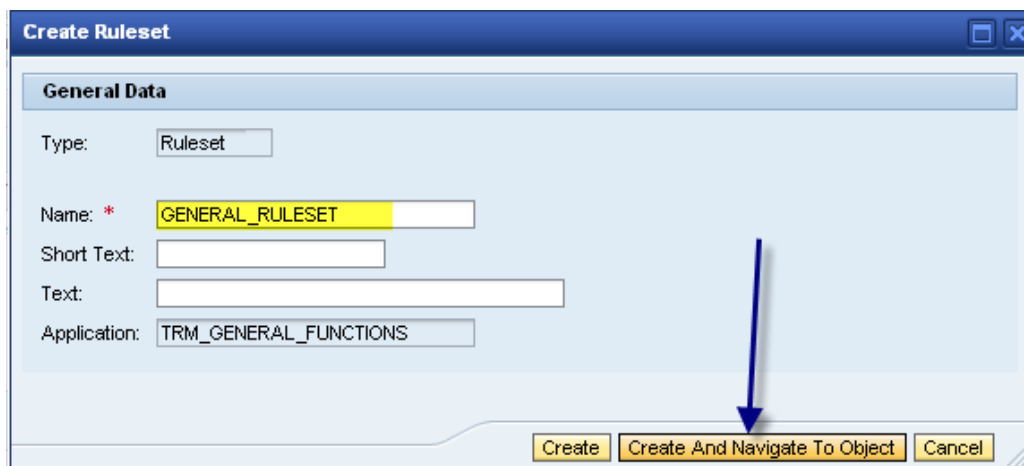 Create Ruleset
General Data
Type: Ruleset
Name: * GENERAL_RULESET
Short Text:
Text:
Application: TRM_GENERAL_FUNCTIONS
Create Create And Navigate To Object Cancel